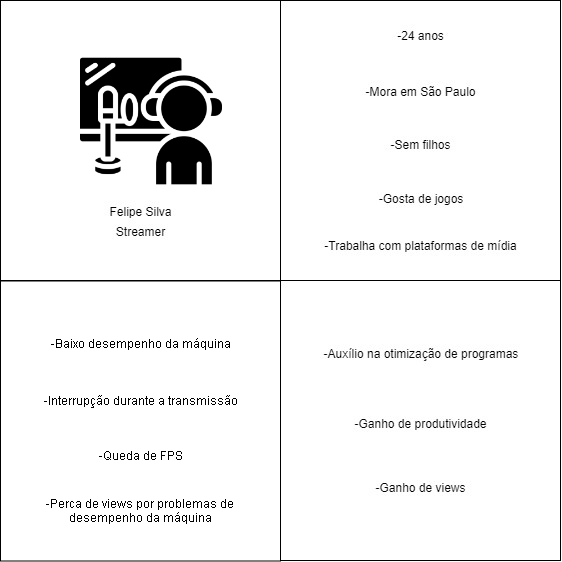 Felipe Silva
Streamer
-24 anos
-Mora em São Paulo
-Sem filhos
-Gosta de jogos
-Trabalha com plataformas de mídia
-Baixo desempenho da máquina
-Interrupção durante a transmissão
-Queda de FPS
-Perca de views por problemas de
desempenho da máquina
-Auxílio na otimização de programas
-Ganho de produtividade
-Ganho de views